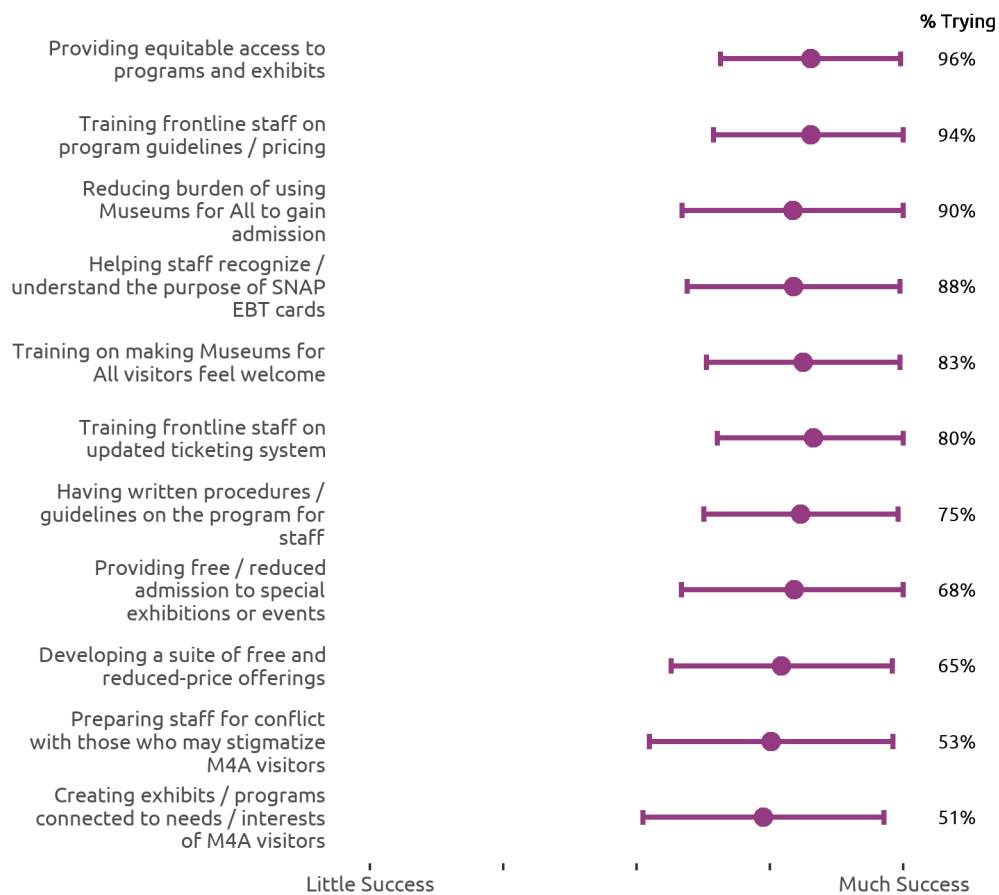 % Trying
Providing equitable access to
programs and exhibits
96%
Training frontline staff on
program guidelines / pricing
94%
Reducing burden of using
Museums for All to gain
admission
90%
Helping staff recognize /
understand the purpose of SNAP
EBT cards
88%
Training on making Museums for
All visitors feel welcome
83%
Training frontline staff on
updated ticketing system
80%
Having written procedures /
guidelines on the program for
staff
75%
Providing free / reduced
admission to special
exhibitions or events
68%
Developing a suite of free and
reduced-price offerings
65%
Preparing staff for conflict
with those who may stigmatize
M4A visitors
53%
Creating exhibits / programs
connected to needs / interests
of M4A visitors
51%
Little Success
Much Success